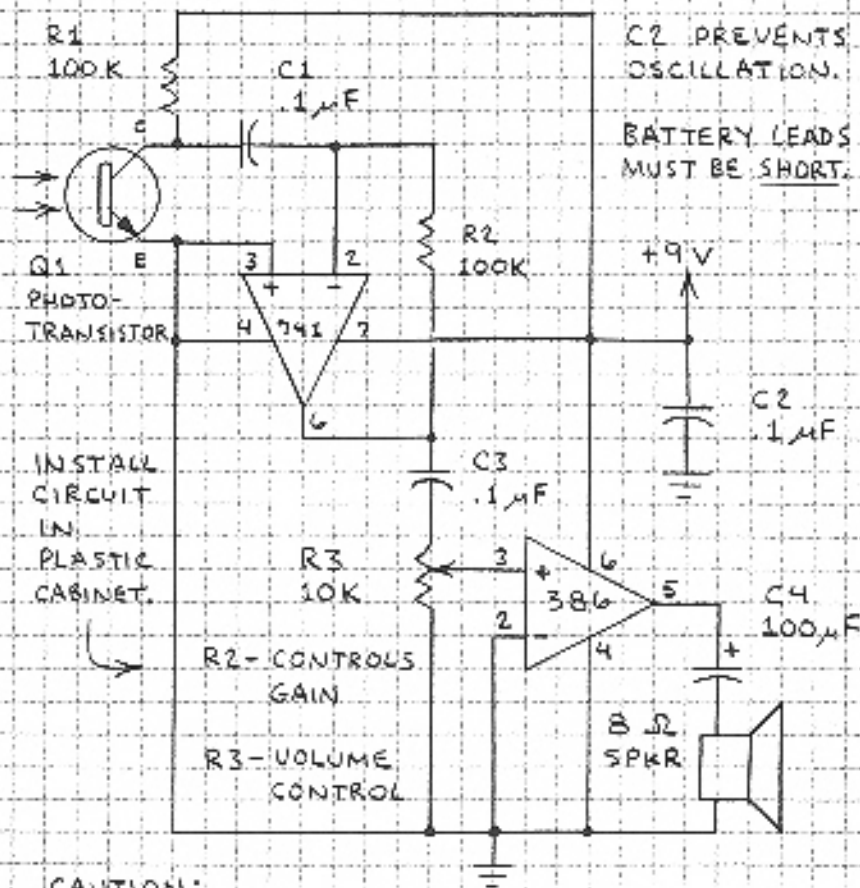 R1
100K
C1
.1µF
C2 PREVENTS
OSCILLATION.
BATTERY LEADS
MUST BE SHORT.
C
E
Q1
PHOTO-
TRANSISTOR
3
2
+
-
4
741
7
6
R2
100K
+9V
C2
.1µF
INSTALL
CIRCUIT
IN
PLASTIC
CABINET.
C3
.1µF
R3
10K
3
+
6
386
5
2
-
4
C4
100µF
+
R2- CONTROLS
GAIN
8 Ω
SPKR
R3- VOLUME
CONTROL
CAUTION: